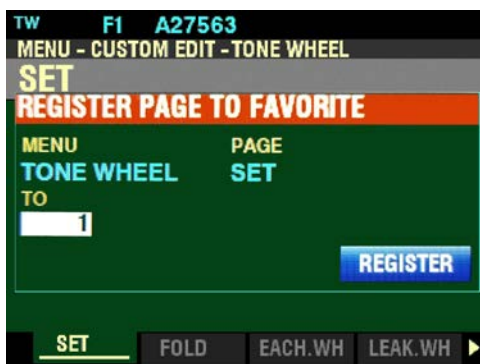 TW F1 A27563
MENU - CUSTOM EDIT -TONE WHEEL
SET
REGISTER PAGE TO FAVORITE
MENU PAGE
TONE WHEEL SET
TO
1
REGISTER
SET FOLD EACH.WH LEAK.WH